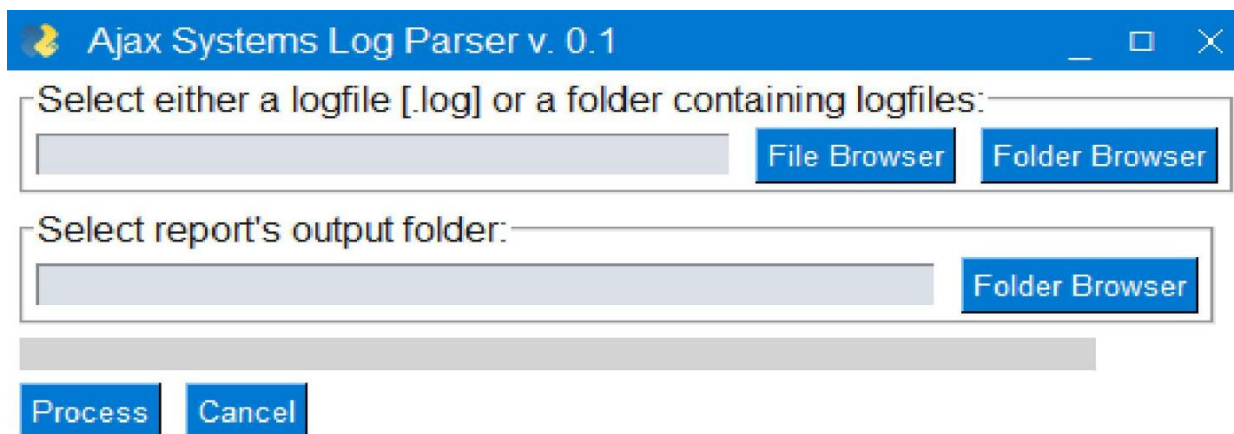 Ajax Systems Log Parser v. 0.1
Select either a logfile [.log] or a folder containing logfiles:
File Browser Folder Browser
Select report's output folder:
Folder Browser
Process Cancel